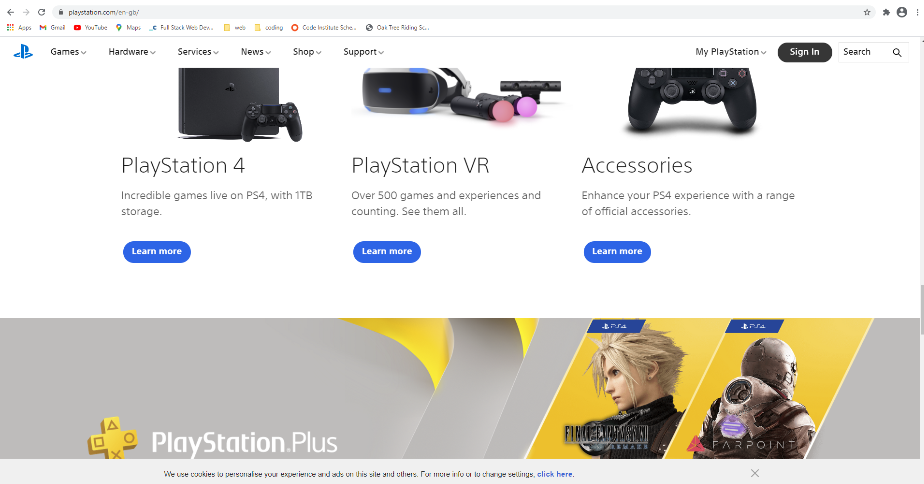 playstation.com/en-gb/
Apps Gmail YouTube Maps Full Stack Web Dev... web coding Code Institute Sche... Oak Tree Riding Sc...
Games Hardware Services News Shop Support My PlayStation Sign In Search
PlayStation 4 PlayStation VR Accessories
Incredible games live on PS4, with 1TB Over 500 games and experiences and Enhance your PS4 experience with a range
storage. counting. See them all. of official accessories.
Learn more Learn more Learn more
PS4 PS4
FINAL FANTASY VII
REMAKE
FARPOINT
PlayStation.Plus
We use cookies to personalise your experience and ads on this site and others. For more info or to change settings, click here.